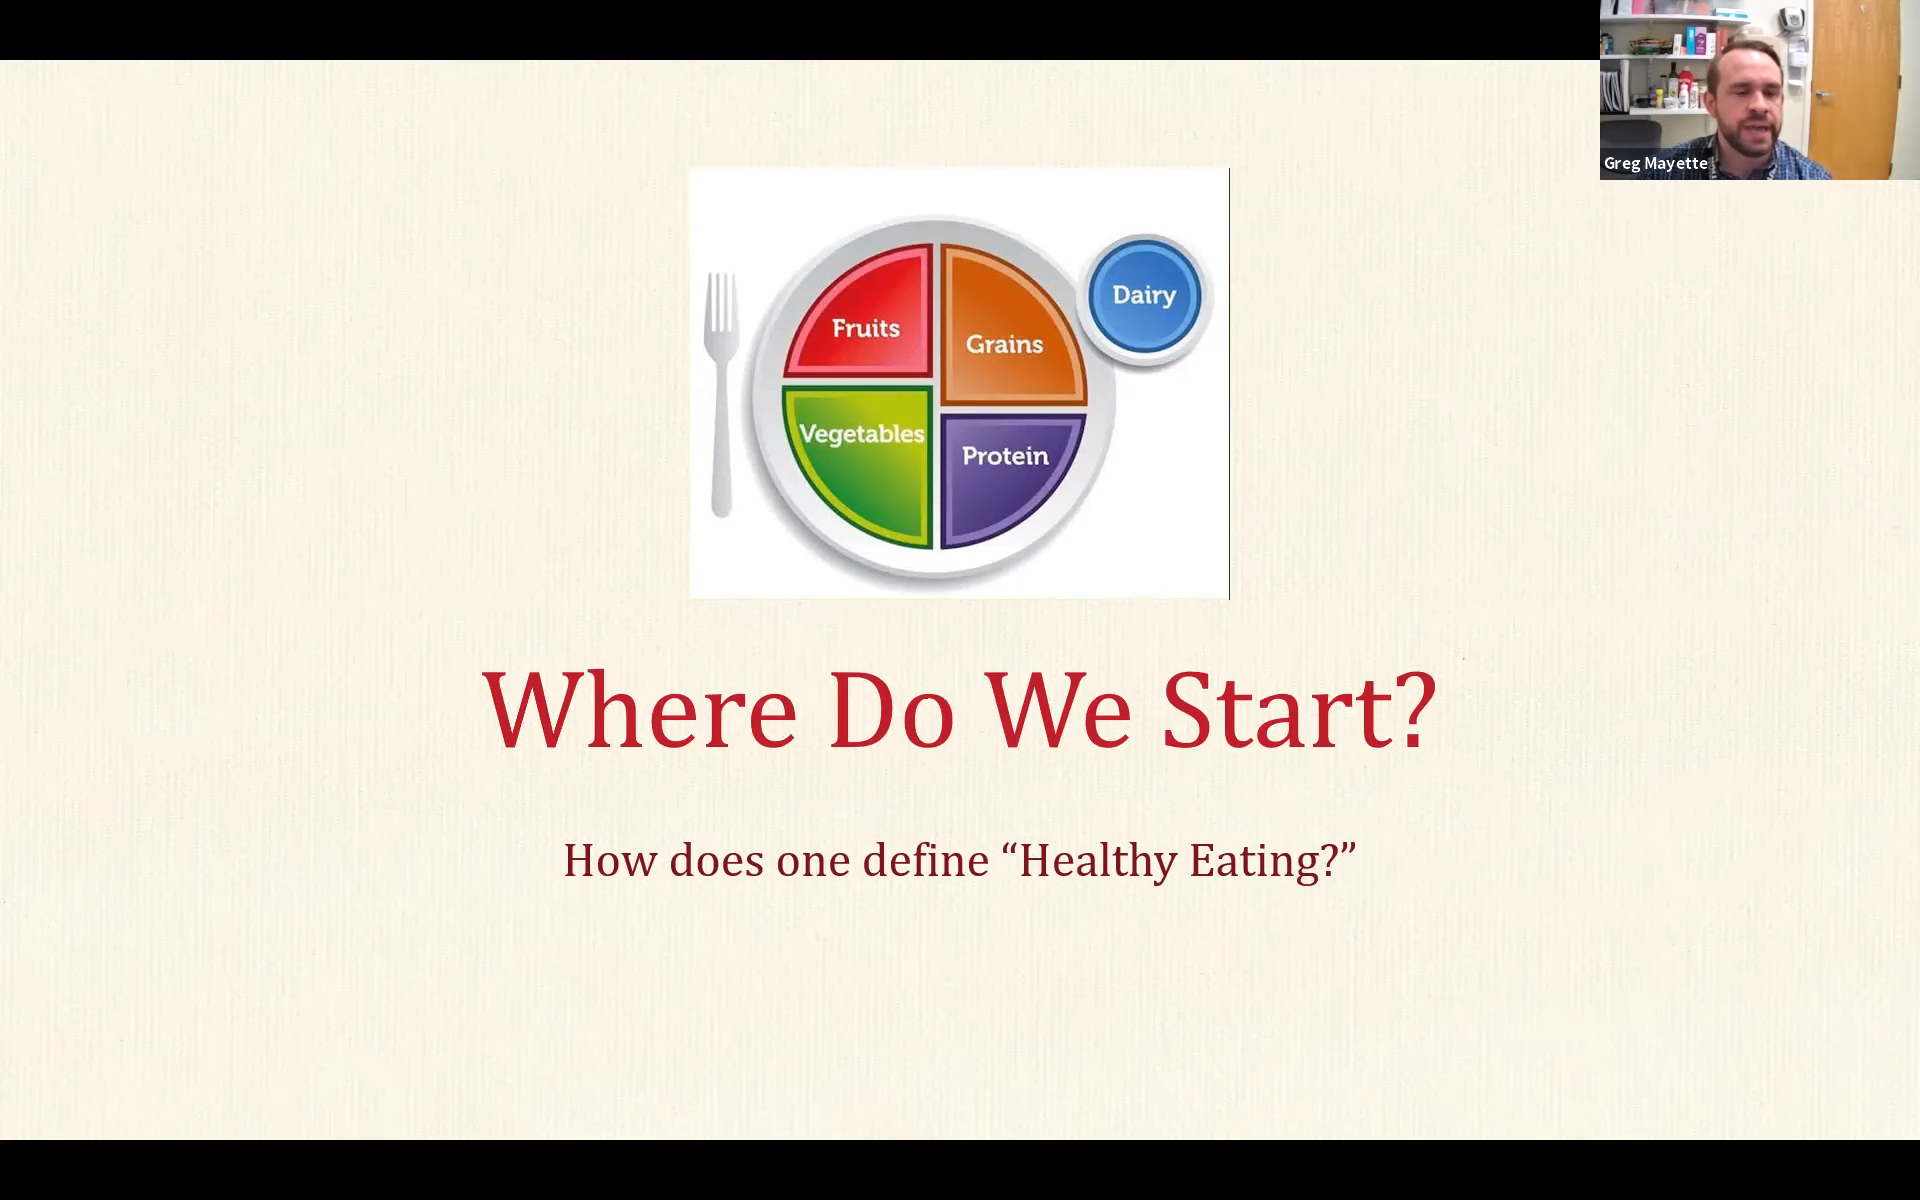 Greg Mayette
Fruits
Grains
Dairy
Vegetables
Protein
Where Do We Start?
How does one define “Healthy Eating?”